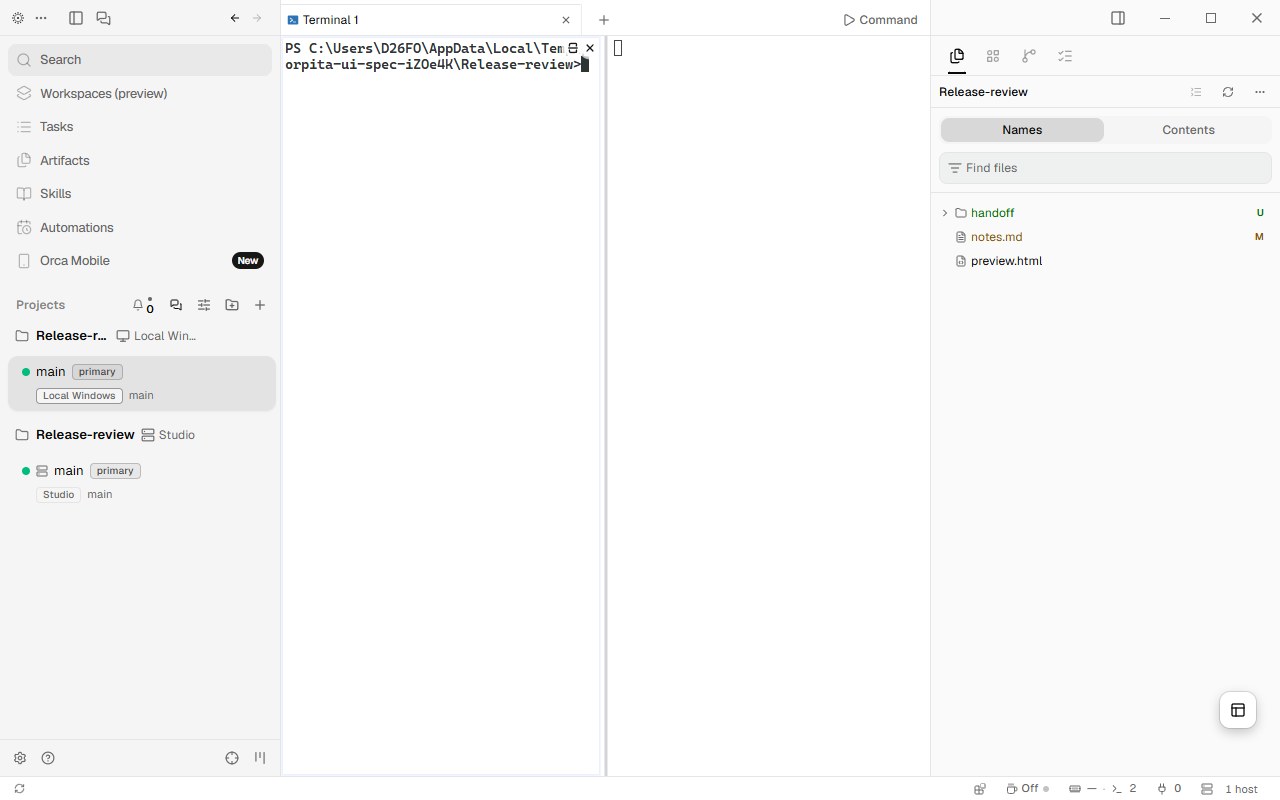 Terminal 1
Command
Search
Workspaces (preview)
Tasks
Artifacts
Skills
Automations
Orca Mobile
New
Projects
0
Release-r...
Local Win...
main
primary
Local Windows
main
Release-review
Studio
main
primary
Studio
main
PS C:\Users\D26FO\AppData\Local\Tem
orpita-ui-spec-iZOe4K\Release-review>
Release-review
Names
Contents
Find files
handoff
U
notes.md
M
preview.html
Off
2
0
1 host